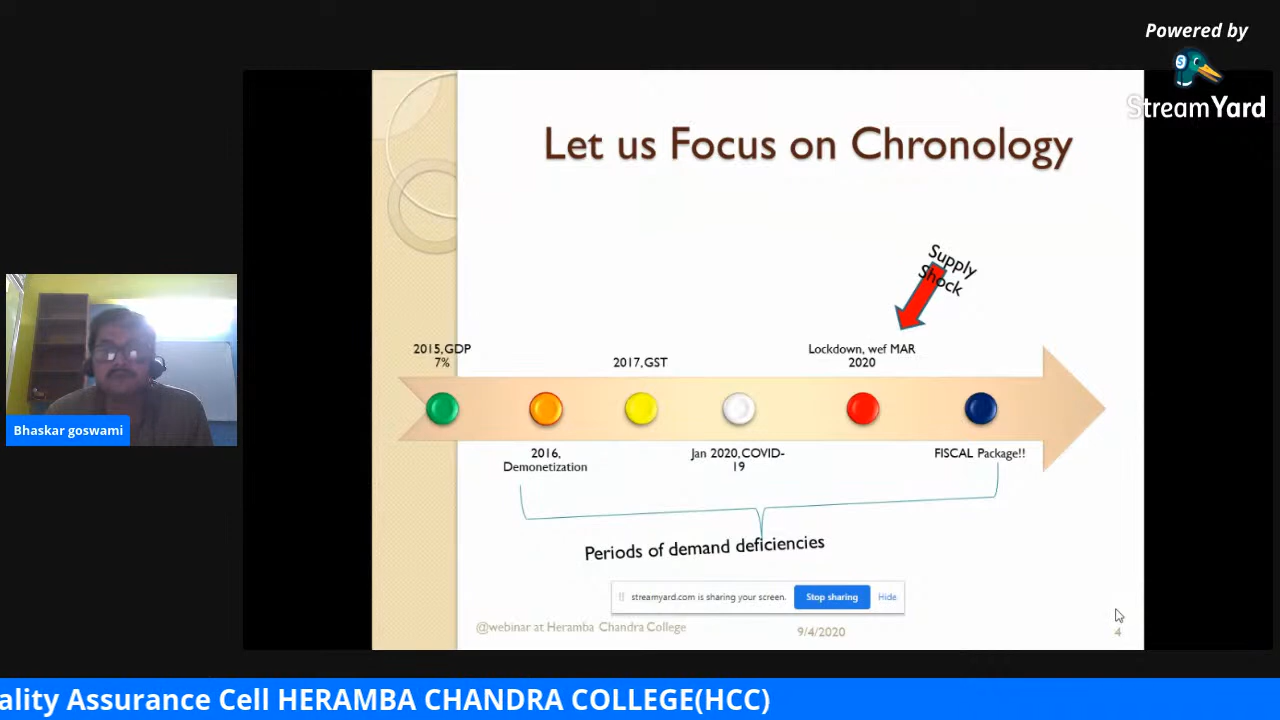 Powered by
StreamYard
Let us Focus on Chronology
Supply
Shock
2015,GDP
7%
2017,GST
Lockdown, wef MAR
2020
2016,
Demonetization
Jan 2020,COVID-
19
FISCAL Package!!
Periods of demand deficiencies
Bhaskar goswami
streamyard.com is sharing your screen.
Stop sharing
Hide
@webinar at Heramba Chandra College
9/4/2020
4
ality Assurance Cell HERAMBA CHANDRA COLLEGE(HCC)